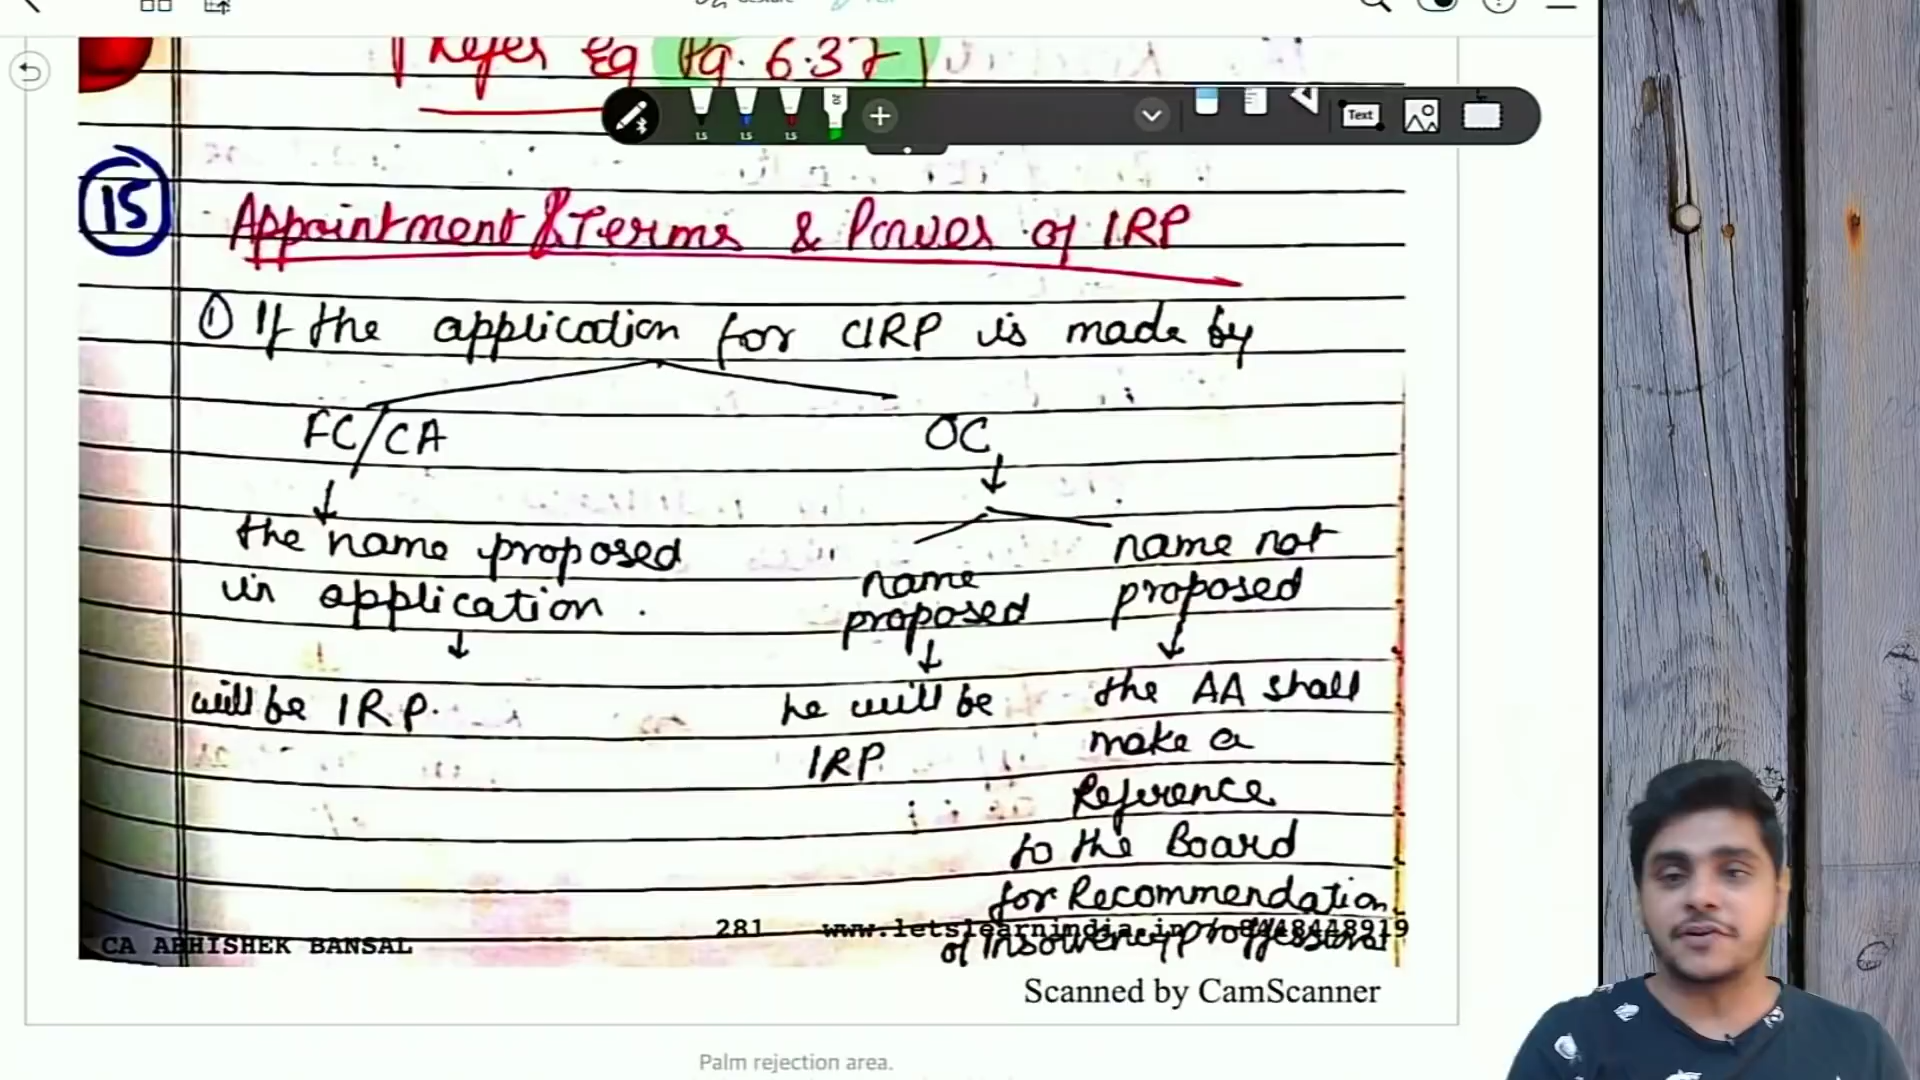 Refer Eg Pg. 6.37
Text
15
Appointment & Terms & Powers of IRP
① If the application for CIRP is made by
FC/CA OC
the name proposed
in application.
will be IRP.
name
proposed
he will be
IRP
name not
proposed
the AA shall
make a
Reference
to the Board
for Recommendation
of Insolvency Proffessional
CA ABHISHEK BANSAL
281
www.letslearnindia.in
Scanned by CamScanner
Palm rejection area.